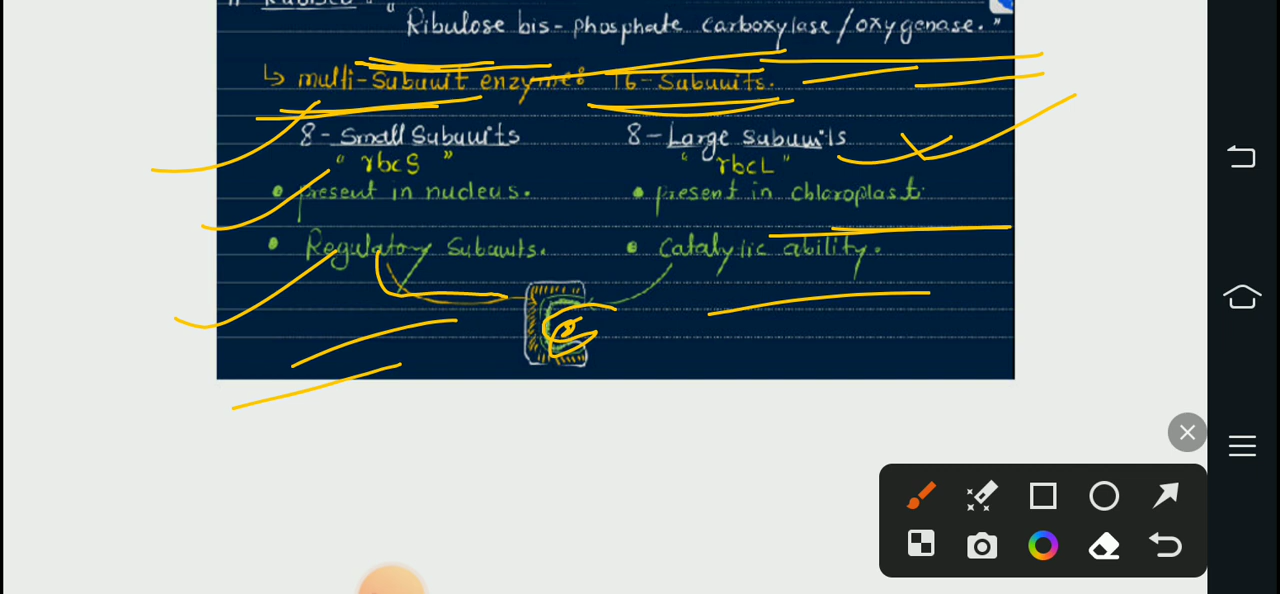 " Rubisco " "
Ribulose bis-phosphate carboxylase/oxygenase."
↳ multi-Subunit enzyme: 16-Subunits.
8-Small Subunits 8-Large Subunits
"rbcS" "rbcL"
• present in nucleus. • present in chloroplast.
• Regulatory Subunits. • Catalytic ability.